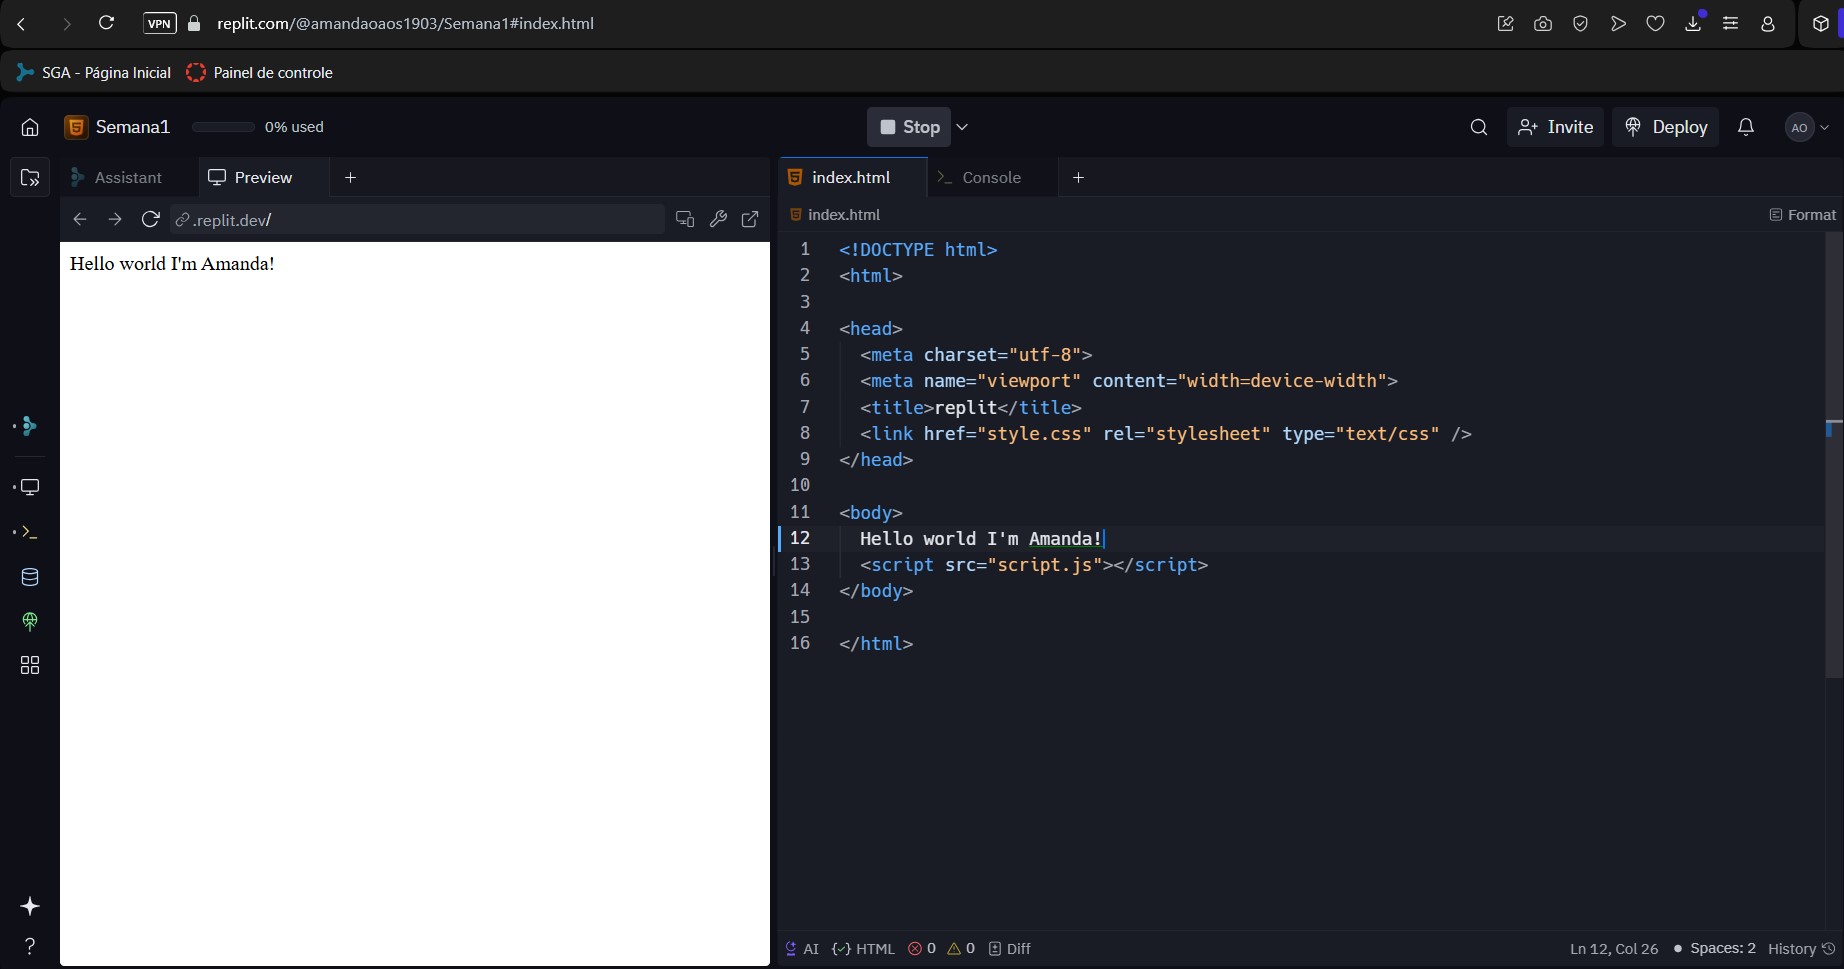 VPN replit.com/@amandaoaos1903/Semana1#index.html
SGA - Página Inicial Painel de controle
Semana1 0% used Stop Invite Deploy AO
Assistant Preview +
.replit.dev/
Hello world I'm Amanda!
index.html Console +
index.html Format
1 <!DOCTYPE html>
2 <html>
3
4 <head>
5 <meta charset="utf-8">
6 <meta name="viewport" content="width=device-width">
7 <title>replit</title>
8 <link href="style.css" rel="stylesheet" type="text/css" />
9 </head>
10
11 <body>
12 Hello world I'm Amanda!
13 <script src="script.js"></script>
14 </body>
15
16 </html>
AI HTML 0 0 Diff Ln 12, Col 26 Spaces: 2 History